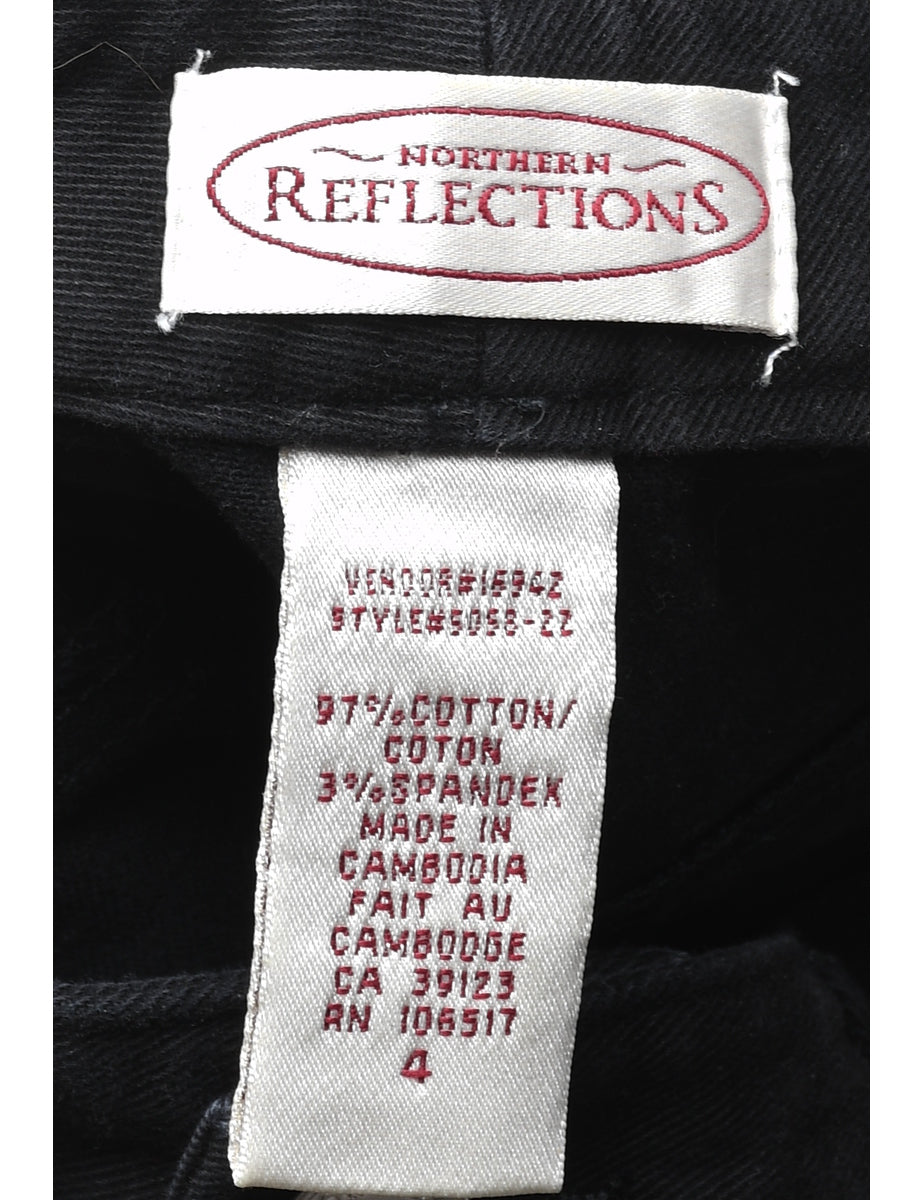 NORTHERN
REFLECTIONS
VENDOR#16942
STYLE#5058-22
97%COTTON/
COTON
3%SPANDEX
MADE IN
CAMBODIA
FAIT AU
CAMBODGE
CA 39123
RN 106517
4